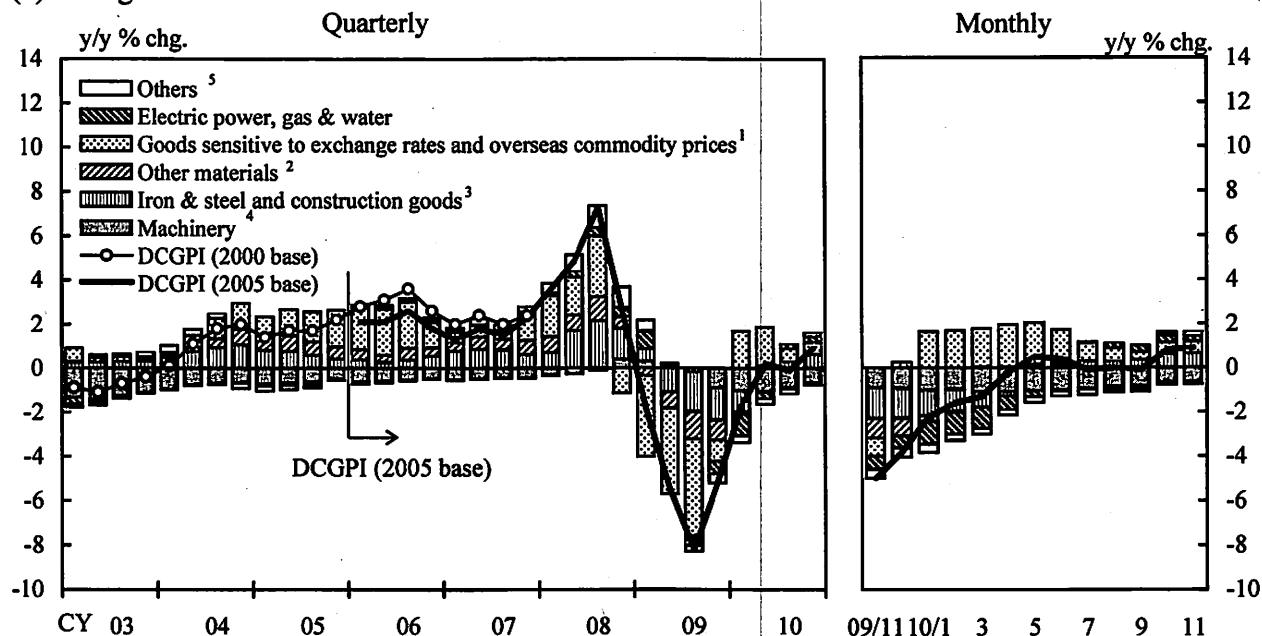 Quarterly
Monthly
y/y % chg.
y/y % chg.
14
12
10
8
6
4
2
0
-2
-4
-6
-8
-10
Others 5
Electric power, gas & water
Goods sensitive to exchange rates and overseas commodity prices1
Other materials 2
Iron & steel and construction goods3
Machinery 4
DCGPI (2000 base)
DCGPI (2005 base)
DCGPI (2005 base)
14
12
10
8
6
4
2
0
-2
-4
-6
-8
-10
CY 03 04 05 06 07 08 09 10
09/11 10/1 3 5 7 9 11